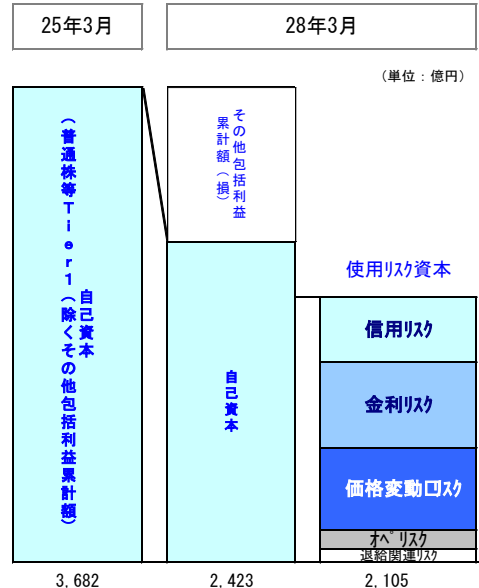 25年3月
28年3月
(単位：億円)
自己資本
(普通株等Tier1(除くその他包括利益累計額)
その他包括利益
累計額(損)
自己資本
使用ﾘｽｸ資本
信用ﾘｽｸ
金利ﾘｽｸ
価格変動ﾘｽｸ
ｵﾍﾟﾘｽｸ
退給関連ﾘｽｸ
3,682
2,423
2,105